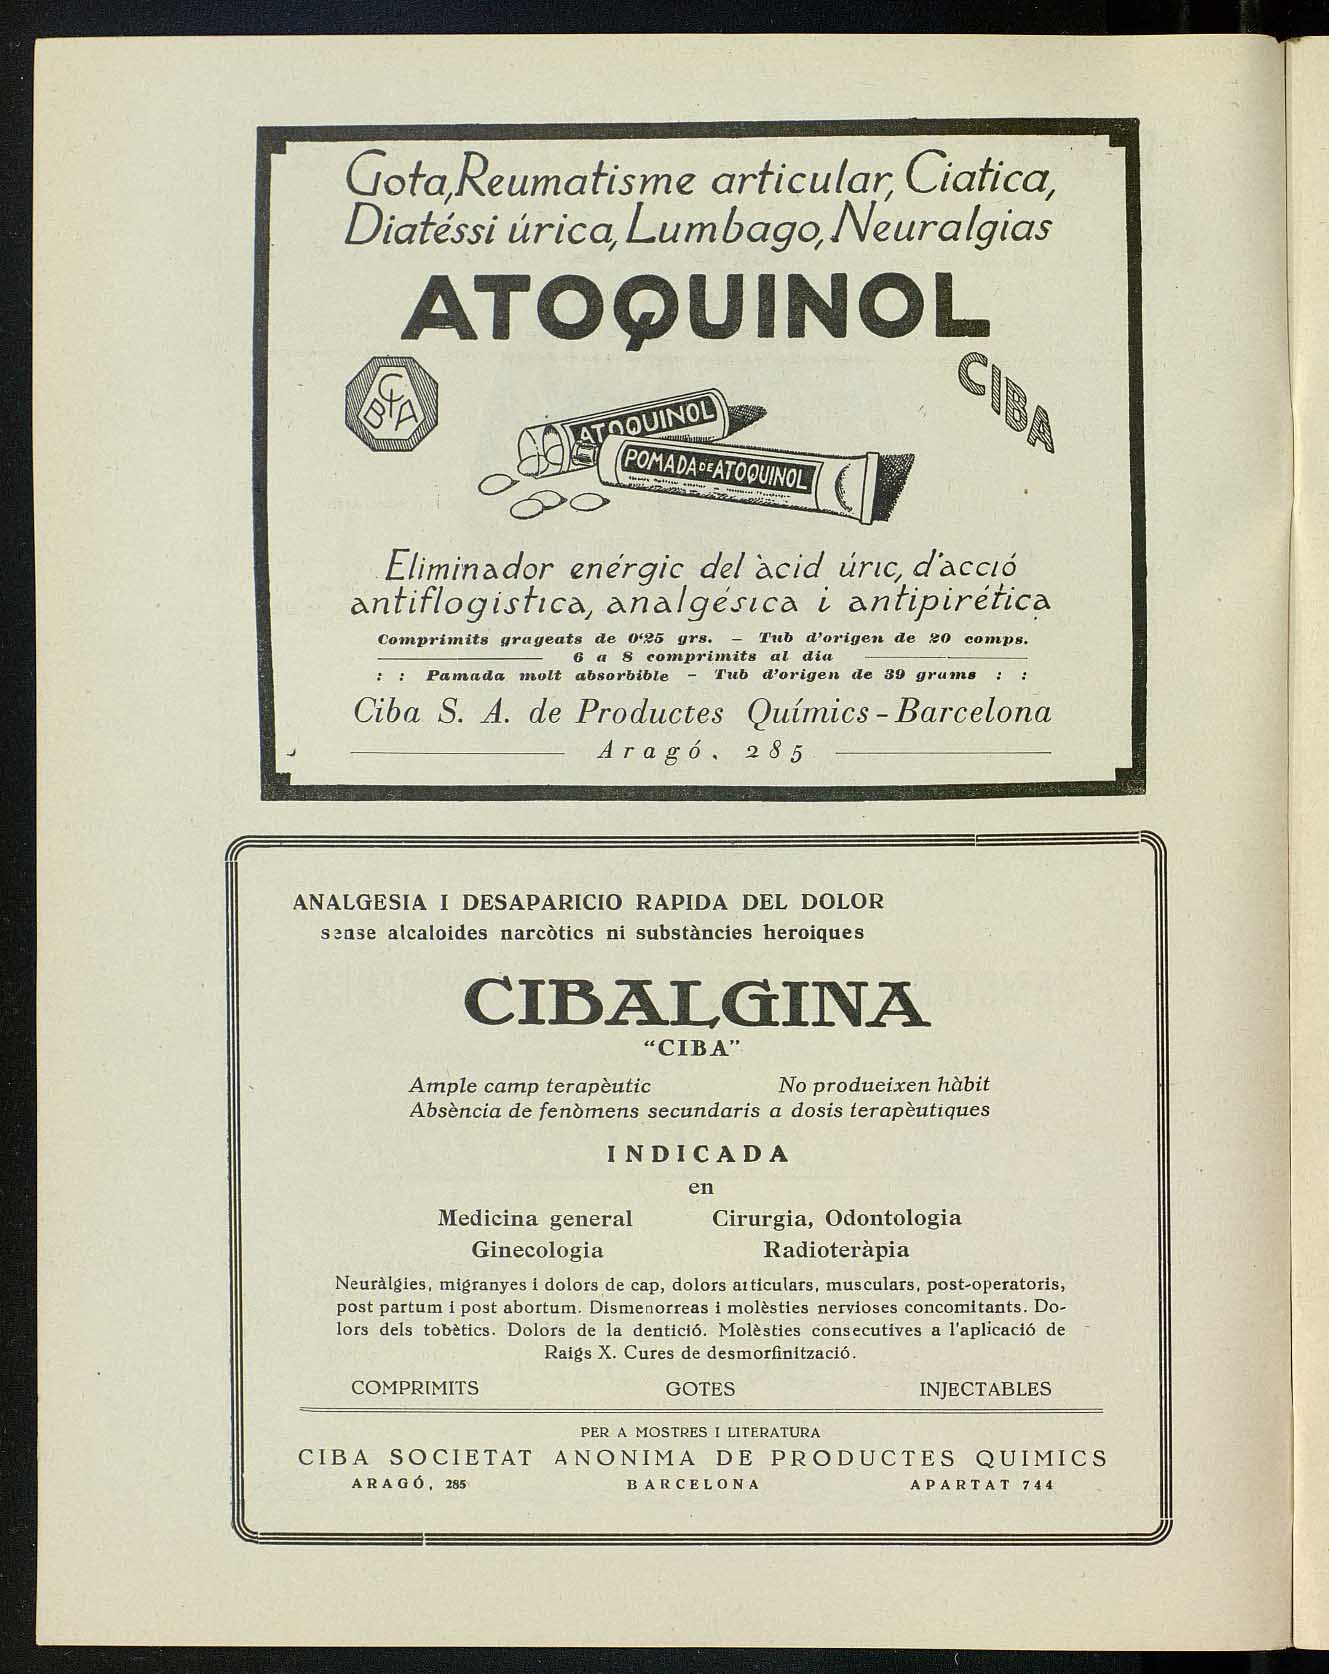 Gota, Reumatisme articular, Ciatica,
Diatéssi úrica, Lumbago, Neuralgias
ATOQUINOL
CIBA
CIBA
ATOQUINOL
POMADA DE ATOQUINOL
Eliminador enérgic del àcid úric, d'acció
antiflogistica, analgésica i antipirética
Comprimits grageats de 0'25 grs. — Tub d'origen de 20 comps.
6 a 8 comprimits al dia
: : Pamada molt absorbible — Tub d'origen de 39 grams : :
Ciba S. A. de Productes Químics - Barcelona
Aragó, 285
ANALGESIA I DESAPARICIO RAPIDA DEL DOLOR
sense alcaloides narcòtics ni substàncies heroiques
CIBALGINA
"CIBA"
Ample camp terapèutic No produeixen hàbit
Absència de fenòmens secundaris a dosis terapèutiques
INDICADA
en
Medicina general Cirurgia, Odontologia
Ginecologia Radioteràpia
Neuràlgies, migranyes i dolors de cap, dolors articulars, musculars, post-operatoris,
post partum i post abortum. Dismenorreas i molèsties nervioses concomitants. Do-
lors dels tobètics. Dolors de la dentició. Molèsties consecutives a l'aplicació de
Raigs X. Cures de desmorfinització.
COMPRIMITS GOTES INJECTABLES
PER A MOSTRES I LITERATURA
CIBA SOCIETAT ANONIMA DE PRODUCTES QUIMICS
ARAGÓ, 285 BARCELONA APARTAT 744